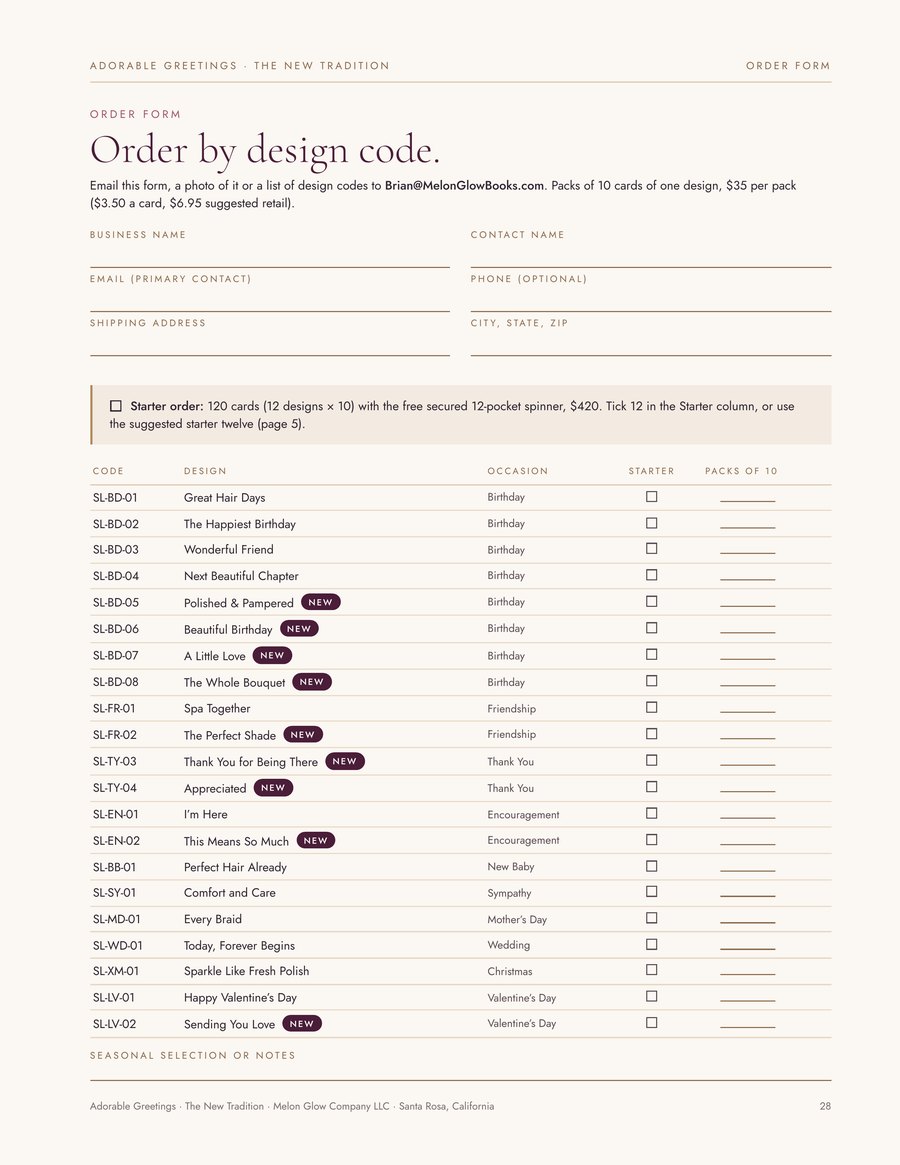 ADORABLE GREETINGS · THE NEW TRADITION ORDER FORM
ORDER FORM
Order by design code.
Email this form, a photo of it or a list of design codes to Brian@MelonGlowBooks.com. Packs of 10 cards of one design, $35 per pack
($3.50 a card, $6.95 suggested retail).
BUSINESS NAME CONTACT NAME
EMAIL (PRIMARY CONTACT) PHONE (OPTIONAL)
SHIPPING ADDRESS CITY, STATE, ZIP
☐ Starter order: 120 cards (12 designs × 10) with the free secured 12-pocket spinner, $420. Tick 12 in the Starter column, or use
the suggested starter twelve (page 5).
CODE DESIGN OCCASION STARTER PACKS OF 10
SL-BD-01 Great Hair Days Birthday ☐
SL-BD-02 The Happiest Birthday Birthday ☐
SL-BD-03 Wonderful Friend Birthday ☐
SL-BD-04 Next Beautiful Chapter Birthday ☐
SL-BD-05 Polished & Pampered NEW Birthday ☐
SL-BD-06 Beautiful Birthday NEW Birthday ☐
SL-BD-07 A Little Love NEW Birthday ☐
SL-BD-08 The Whole Bouquet NEW Birthday ☐
SL-FR-01 Spa Together Friendship ☐
SL-FR-02 The Perfect Shade NEW Friendship ☐
SL-TY-03 Thank You for Being There NEW Thank You ☐
SL-TY-04 Appreciated NEW Thank You ☐
SL-EN-01 I'm Here Encouragement ☐
SL-EN-02 This Means So Much NEW Encouragement ☐
SL-BB-01 Perfect Hair Already New Baby ☐
SL-SY-01 Comfort and Care Sympathy ☐
SL-MD-01 Every Braid Mother's Day ☐
SL-WD-01 Today, Forever Begins Wedding ☐
SL-XM-01 Sparkle Like Fresh Polish Christmas ☐
SL-LV-01 Happy Valentine's Day Valentine's Day ☐
SL-LV-02 Sending You Love NEW Valentine's Day ☐
SEASONAL SELECTION OR NOTES
Adorable Greetings · The New Tradition · Melon Glow Company LLC · Santa Rosa, California 28